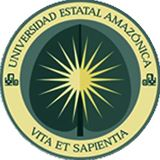 UNIVERSIDAD ESTATAL AMAZÓNICA
VITA ET SAPIENTIA